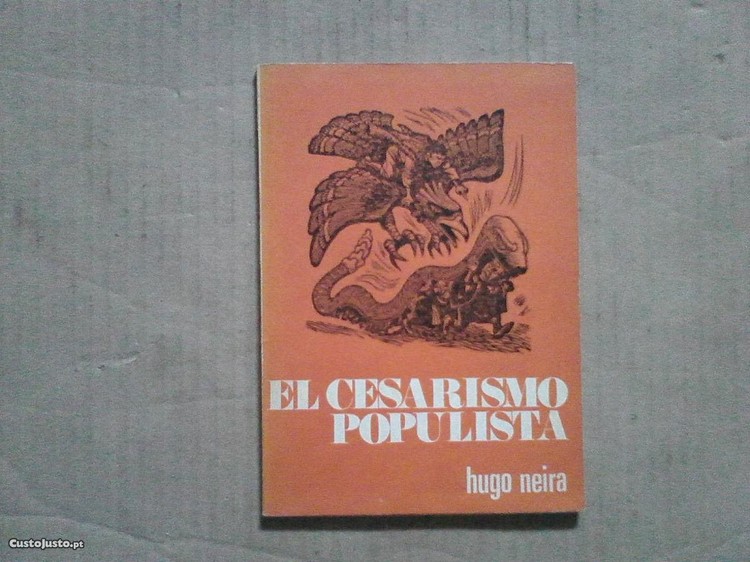 EL CESARISMO
POPULISTA
hugo neira
CustoJusto.pt